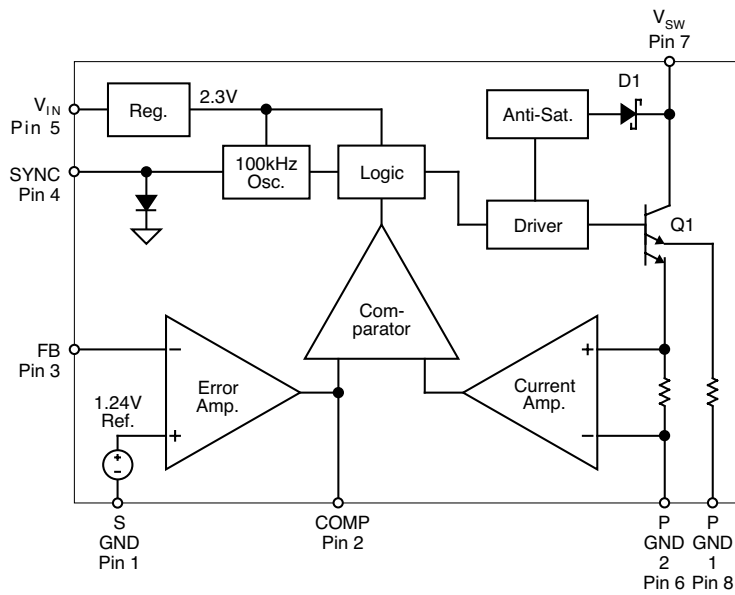 V_SW
Pin 7
D1
V_IN
Pin 5
Reg.
2.3V
Anti-Sat.
SYNC
Pin 4
100kHz
Osc.
Logic
Driver
Q1
Com-
parator
FB
Pin 3
−
Error
Amp.
+
+
Current
Amp.
−
1.24V
Ref.
+
−
S
GND
Pin 1
COMP
Pin 2
P
GND
2
Pin 6
P
GND
1
Pin 8